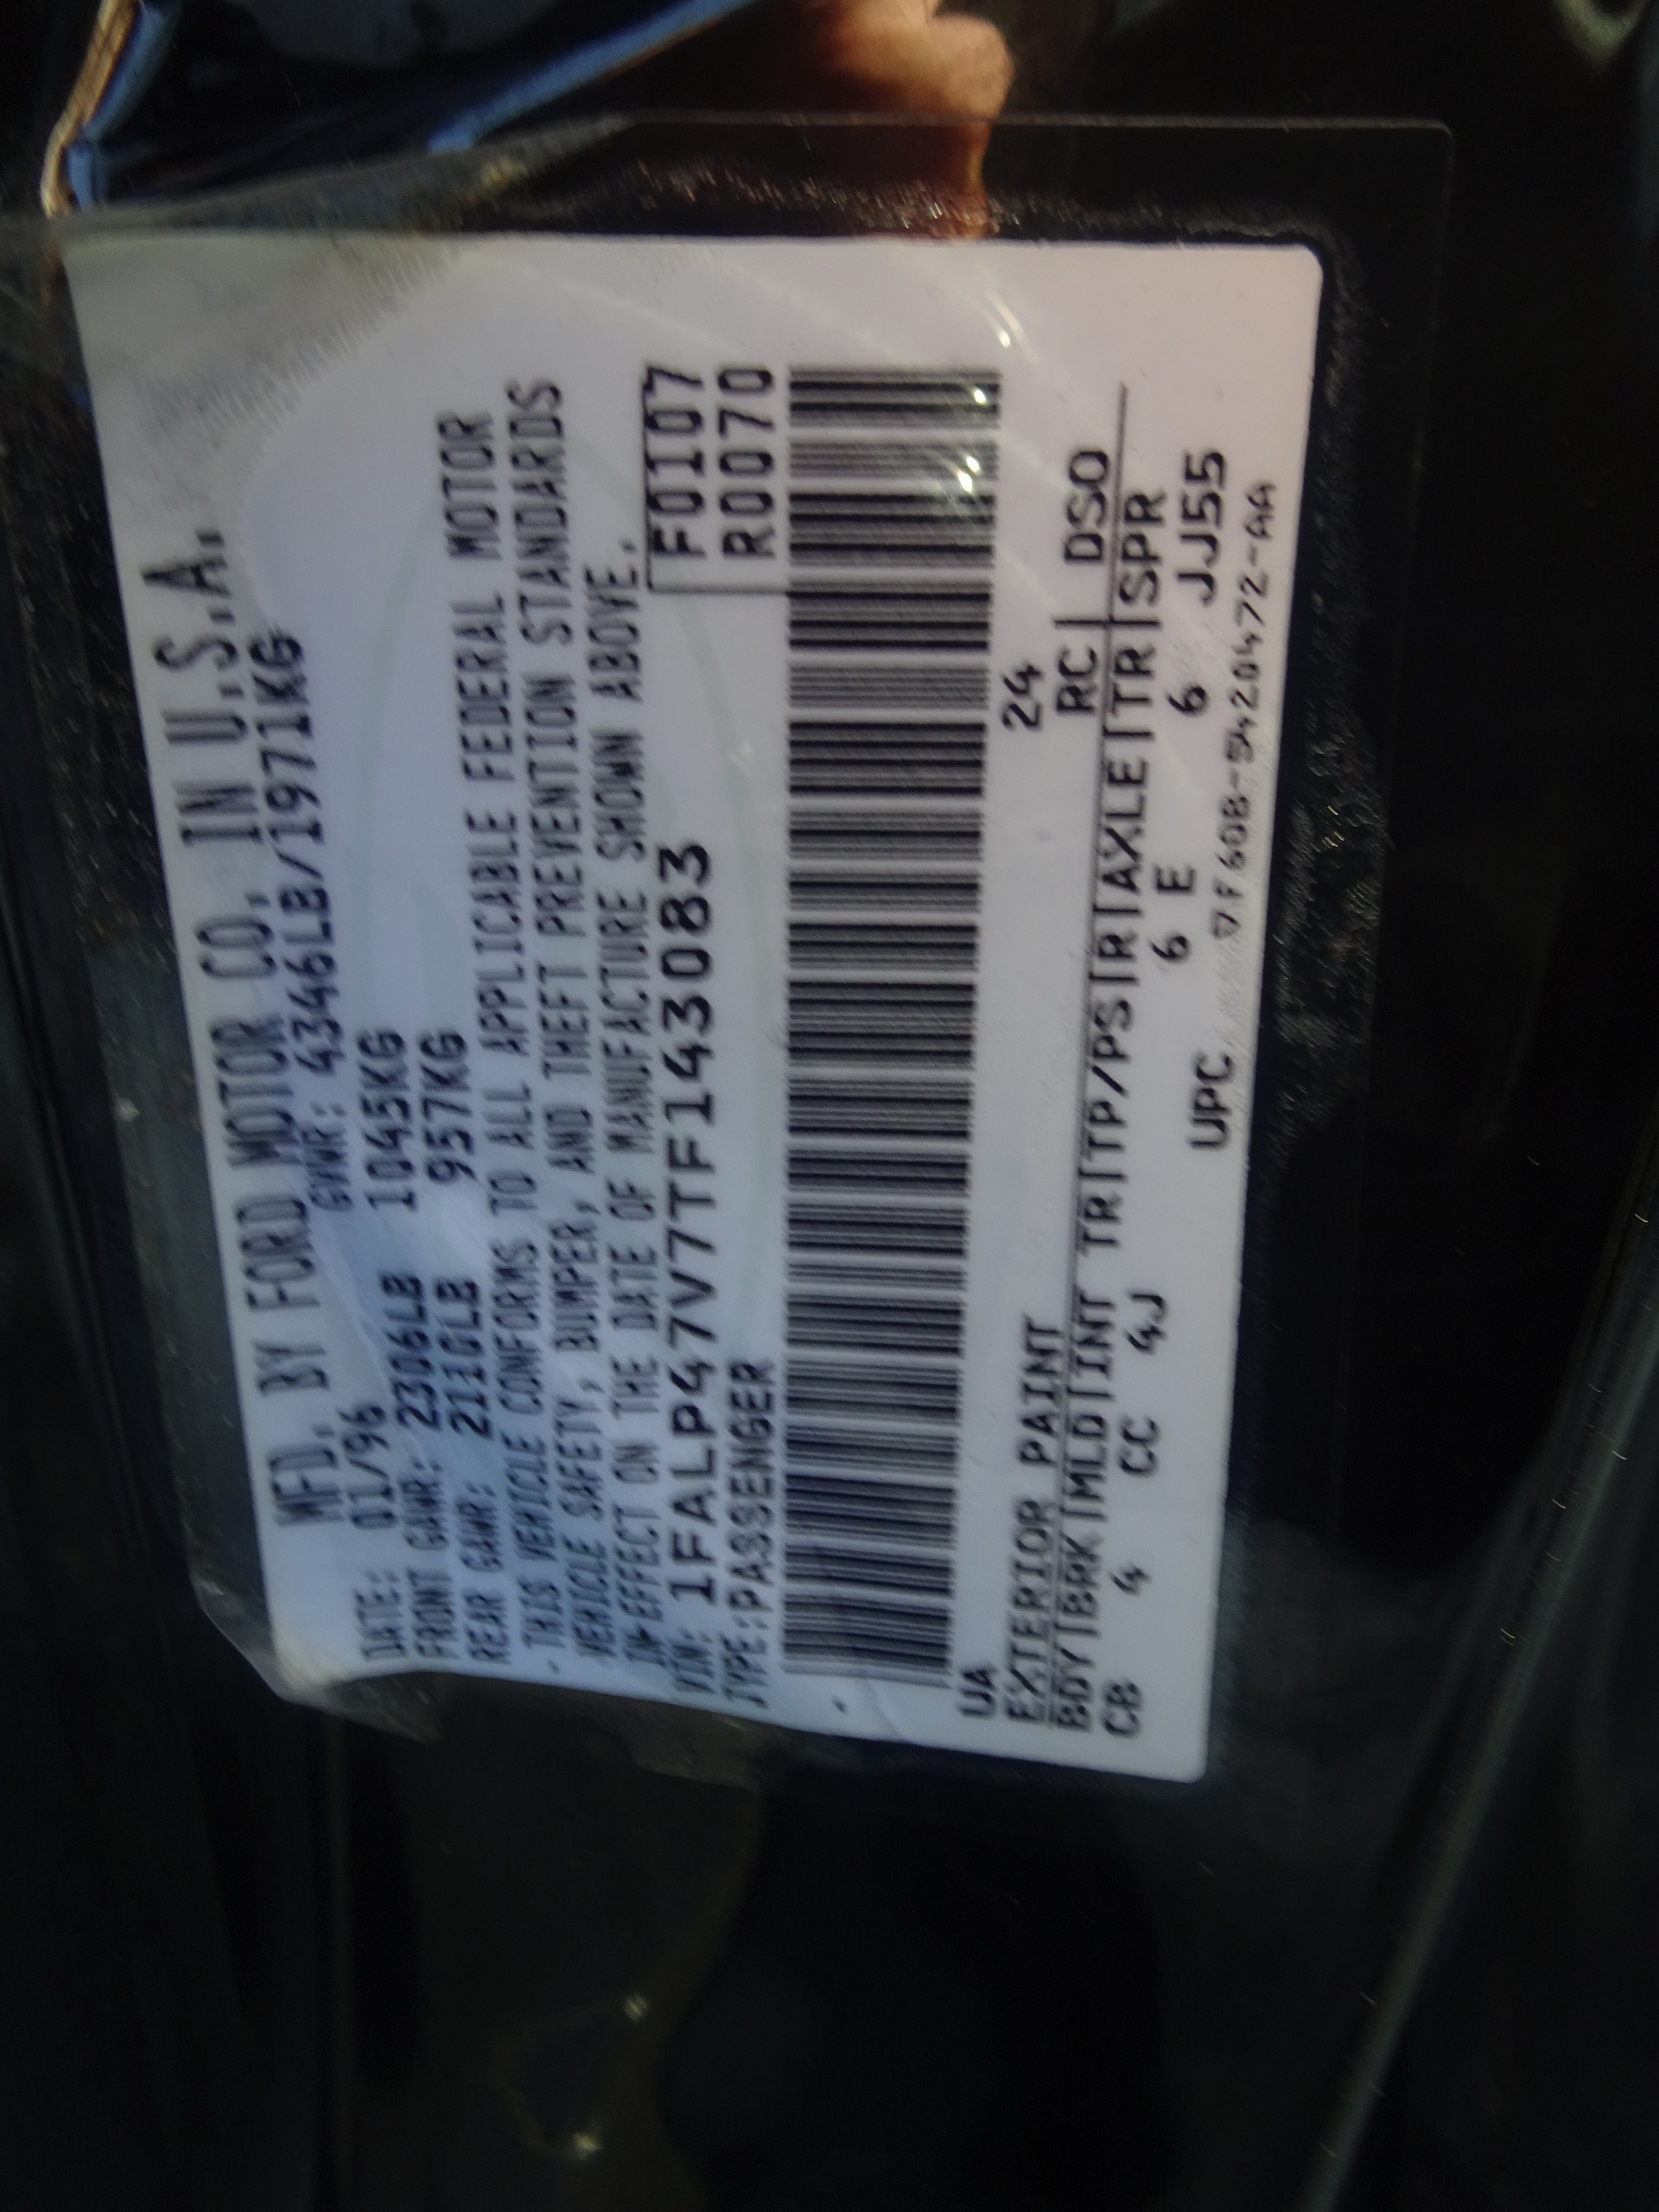 MFD. BY FORD MOTOR CO. IN U.S.A.
DATE: 01/96 GVWR: 4346LB/1971KG
FRONT GAWR: 2306LB 1045KG
REAR GAWR: 2110LB 957KG
THIS VEHICLE CONFORMS TO ALL APPLICABLE FEDERAL MOTOR
VEHICLE SAFETY, BUMPER, AND THEFT PREVENTION STANDARDS
IN EFFECT ON THE DATE OF MANUFACTURE SHOWN ABOVE.
VIN: 1FALP47V7TF143083 F0107
TYPE: PASSENGER R0070
UA 24
EXTERIOR PAINT RC| DSO
BDY|BRK|MLD|INT TR|TP/PS|R|AXLE|TR|SPR
CB 4 CC 4J 6 E 6 JJ55
UPC ▽F60B-5420472-AA